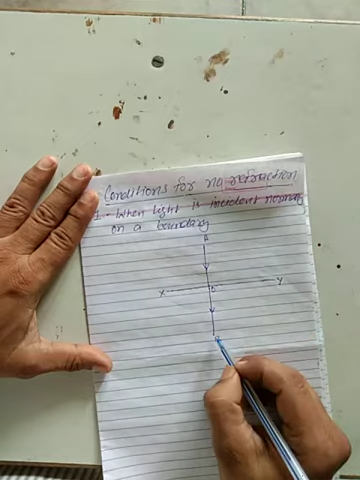 Conditions for no refraction
1. When light is incident normally
on a boundary
A
X O Y